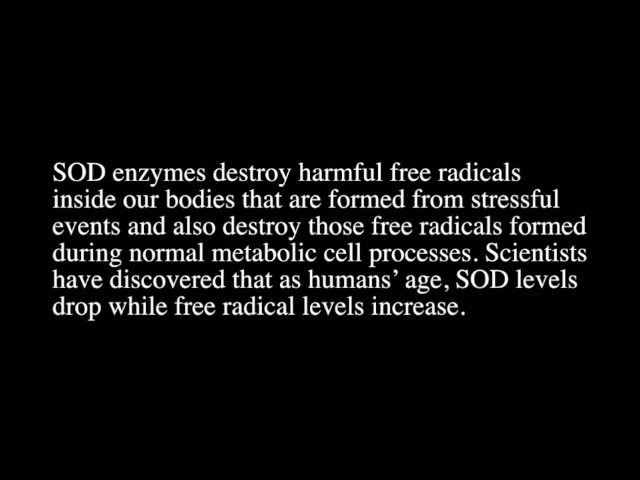 SOD enzymes destroy harmful free radicals
inside our bodies that are formed from stressful
events and also destroy those free radicals formed
during normal metabolic cell processes. Scientists
have discovered that as humans’ age, SOD levels
drop while free radical levels increase.